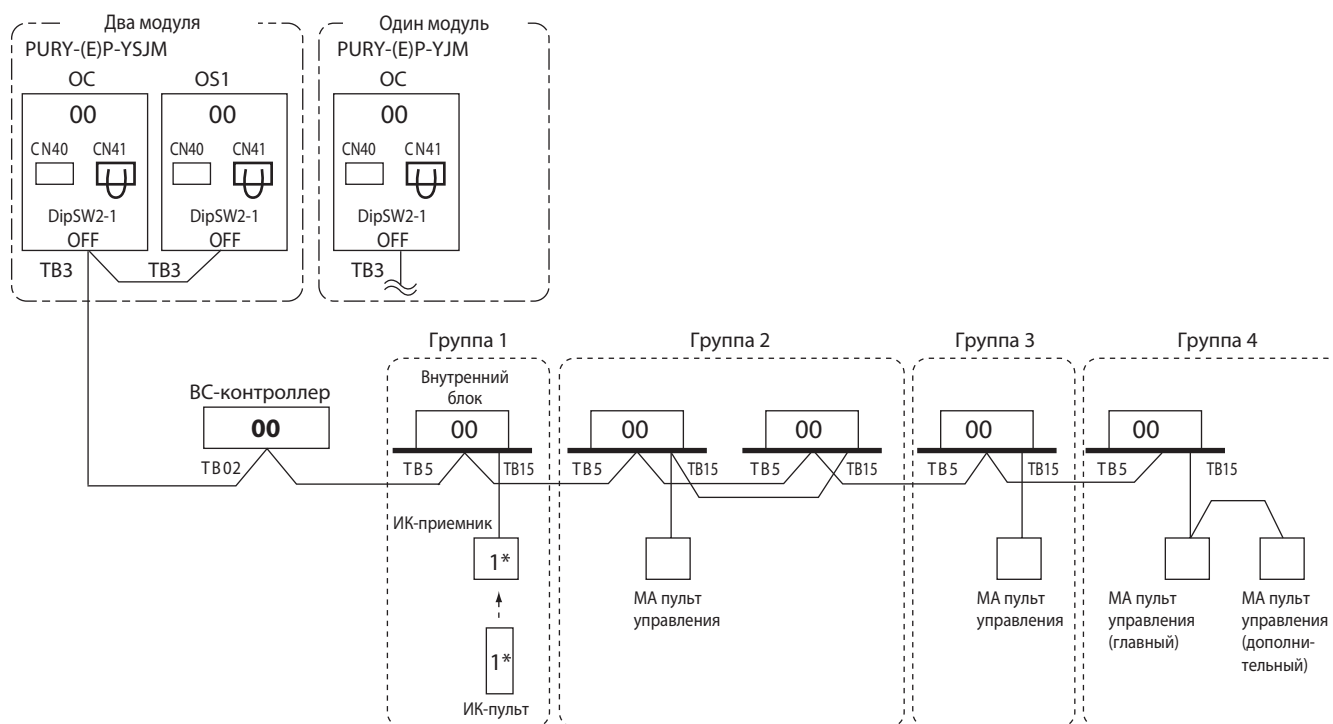 Два модуля
PURY-(E)P-YSJM
OC
OS1
00
00
CN40
CN41
CN40
CN41
DipSW2-1
OFF
DipSW2-1
OFF
TB3
TB3
Один модуль
PURY-(E)P-YJM
OC
00
CN40
CN41
DipSW2-1
OFF
TB3
Группа 1
Группа 2
Группа 3
Группа 4
BC-контроллер
00
TB02
Внутренний
блок
00
TB5
TB15
00
TB5
TB15
00
TB5
TB15
00
TB5
TB15
00
TB5
TB15
ИК-приемник
1*
1*
ИК-пульт
МА пульт
управления
МА пульт
управления
МА пульт
управления
(главный)
МА пульт
управления
(дополни-
тельный)